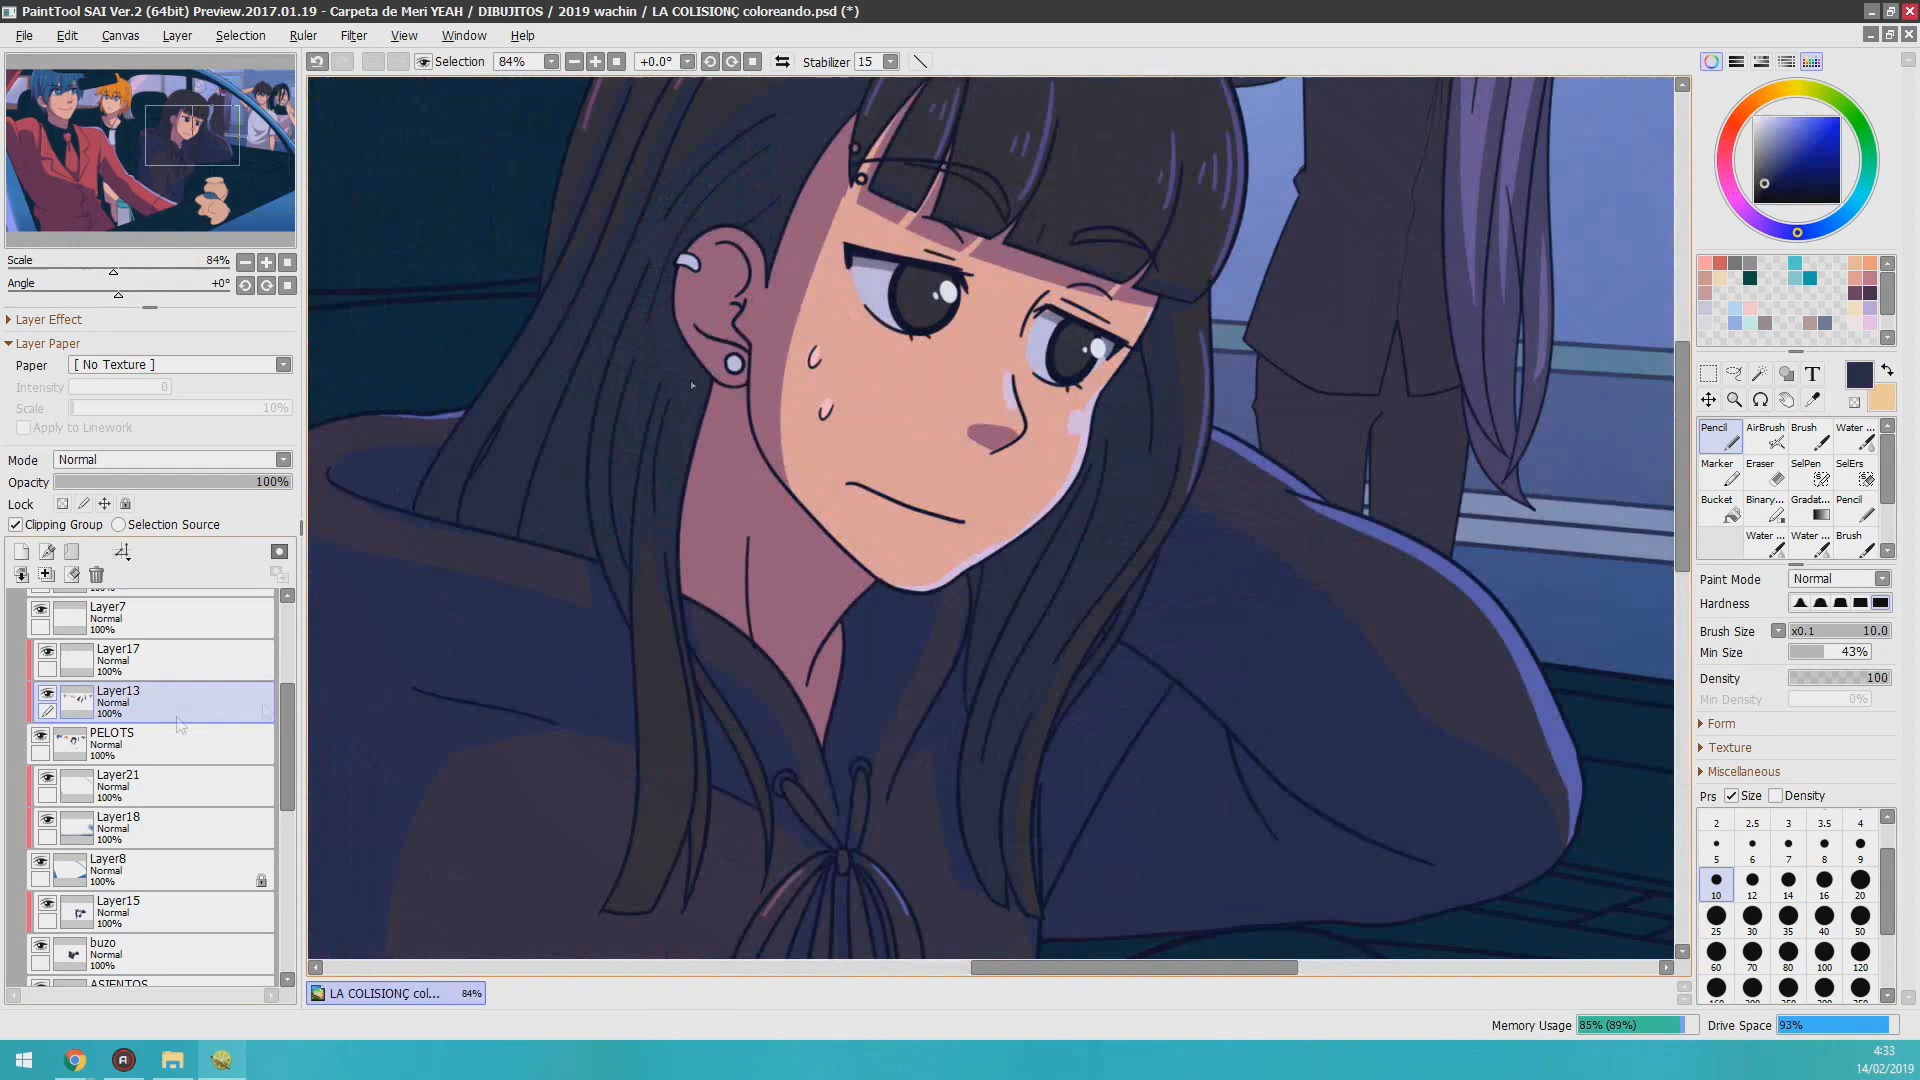 PaintTool SAI Ver.2 (64bit) Preview.2017.01.19 - Carpeta de Meri YEAH / DIBUJITOS / 2019 wachin / LA COLISIONÇ coloreando.psd (*)
File Edit Canvas Layer Selection Ruler Filter View Window Help
Selection 84% +0.0° Stabilizer 15
Scale 84%
Angle +0°
Layer Effect
Layer Paper
Paper [ No Texture ]
Intensity 0
Scale 10%
Apply to Linework
Mode Normal
Opacity 100%
Lock
Clipping Group Selection Source
Layer7
Normal
100%
Layer17
Normal
100%
Layer13
Normal
100%
PELOTS
Normal
100%
Layer21
Normal
100%
Layer18
Normal
100%
Layer8
Normal
100%
Layer15
Normal
100%
buzo
Normal
100%
ASIENTOS
LA COLISIONÇ col... 84%
T
Pencil AirBrush Brush Water ...
Marker Eraser SelPen SelErs
Bucket Binary... Gradat... Pencil
Water ... Water ... Brush
Paint Mode Normal
Hardness
Brush Size x0.1 10.0
Min Size 43%
Density 100
Min Density 0%
Form
Texture
Miscellaneous
Prs Size Density
2 2.5 3 3.5 4
5 6 7 8 9
10 12 14 16 20
25 30 35 40 50
60 70 80 100 120
Memory Usage 85% (89%) Drive Space 93%
4:33
14/02/2019